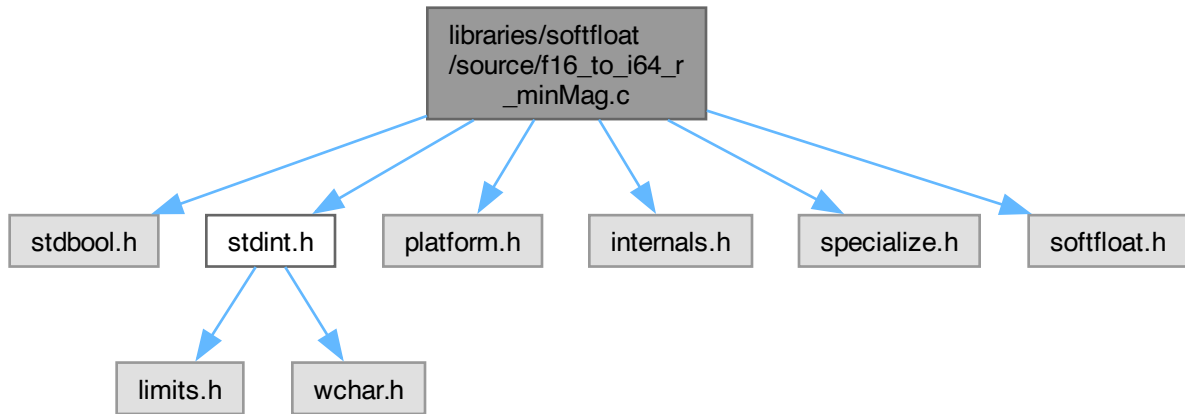 libraries/softfloat
/source/f16_to_i64_r
_minMag.c
stdbool.h
stdint.h
platform.h
internals.h
specialize.h
softfloat.h
limits.h
wchar.h